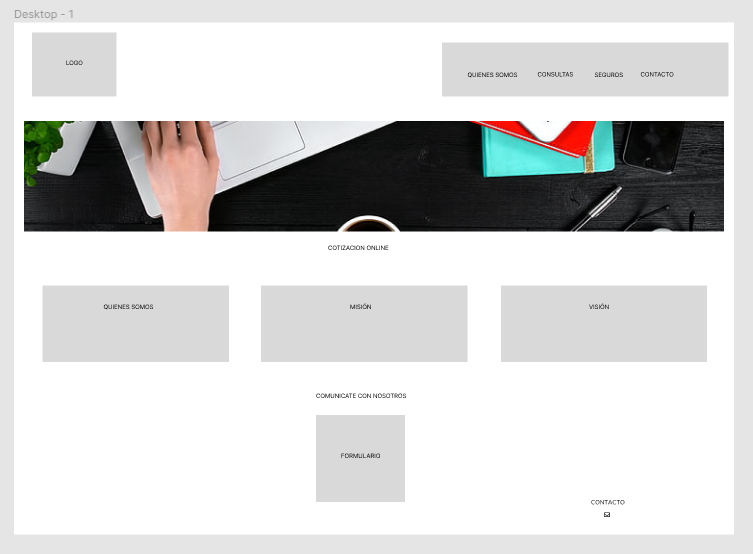 Desktop - 1
LOGO
QUIENES SOMOS
CONSULTAS
SEGUROS
CONTACTO
COTIZACION ONLINE
QUIENES SOMOS
MISIÓN
VISIÓN
COMUNICATE CON NOSOTROS
FORMULARIO
CONTACTO